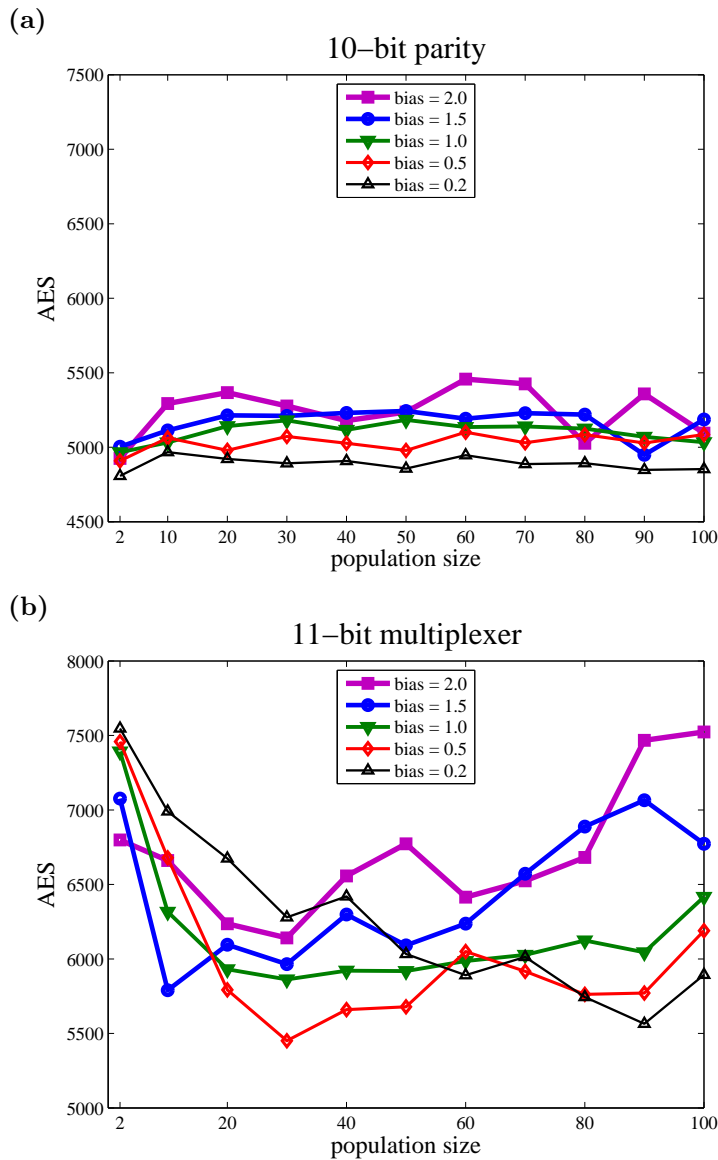 (a)
10−bit parity
7500
7000
6500
6000
5500
5000
4500
AES
bias = 2.0
bias = 1.5
bias = 1.0
bias = 0.5
bias = 0.2
2 10 20 30 40 50 60 70 80 90 100
population size
(b)
11−bit multiplexer
8000
7500
7000
6500
6000
5500
5000
AES
bias = 2.0
bias = 1.5
bias = 1.0
bias = 0.5
bias = 0.2
2 20 40 60 80 100
population size